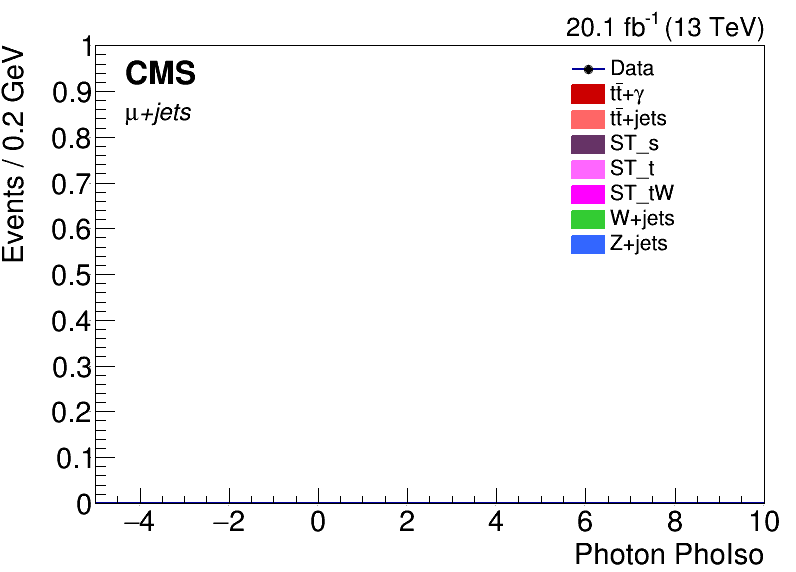 20.1 fb⁻¹ (13 TeV)
Events / 0.2 GeV
CMS
μ+jets
Data
tt̄+γ
tt̄+jets
ST_s
ST_t
ST_tW
W+jets
Z+jets
1
0.9
0.8
0.7
0.6
0.5
0.4
0.3
0.2
0.1
0
−4 −2 0 2 4 6 8 10
Photon PhoIso